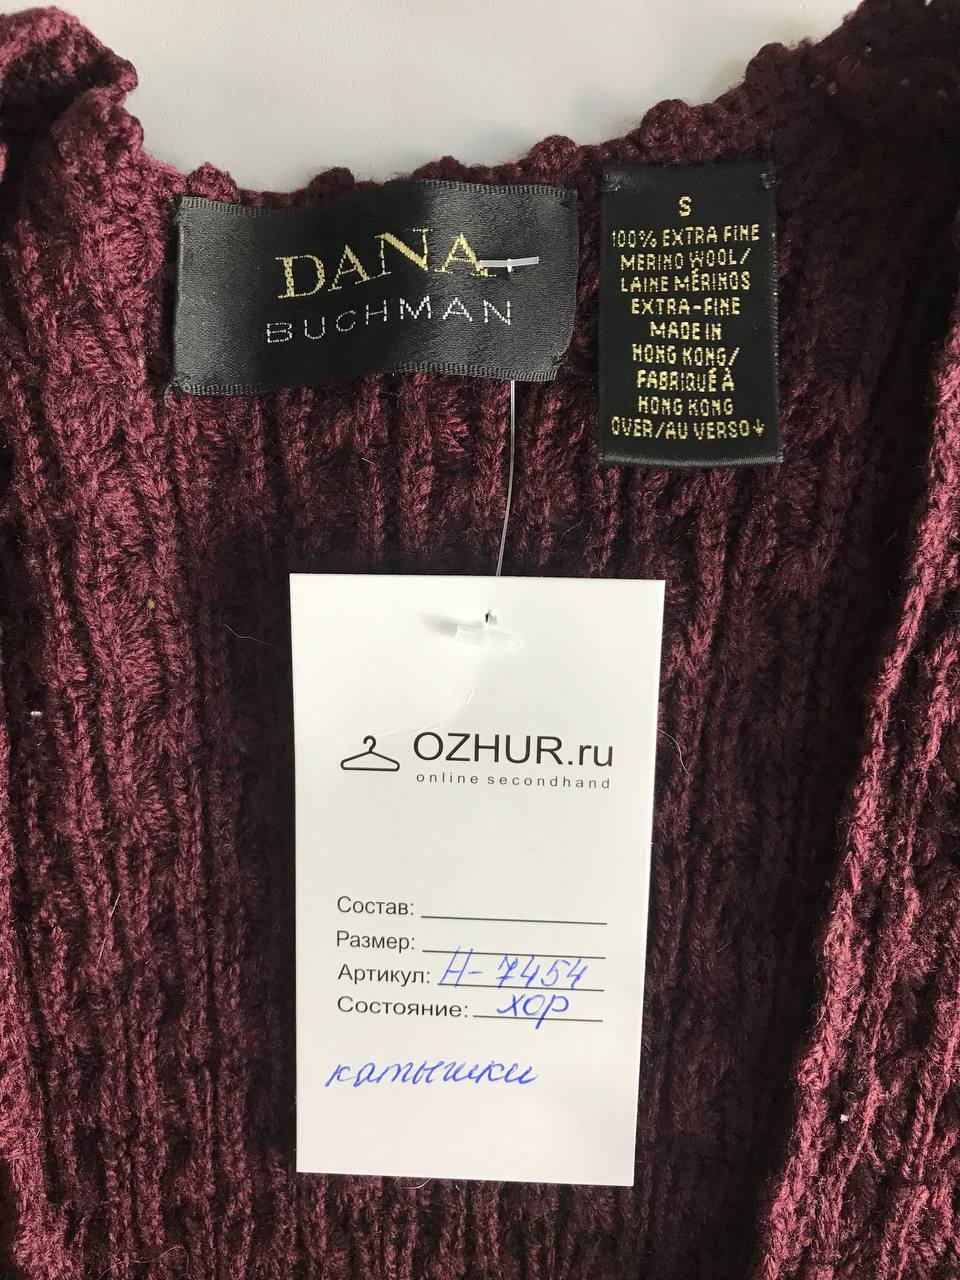 DANA
BUCHMAN
S
100% EXTRA FINE
MERINO WOOL/
LAINE MÉRINOS
EXTRA-FINE
MADE IN
HONG KONG/
FABRIQUÉ À
HONG KONG
OVER/AU VERSO↓
OZHUR.ru
online secondhand
Состав:
Размер:
Артикул: Н-7454
Состояние: хор
катышки